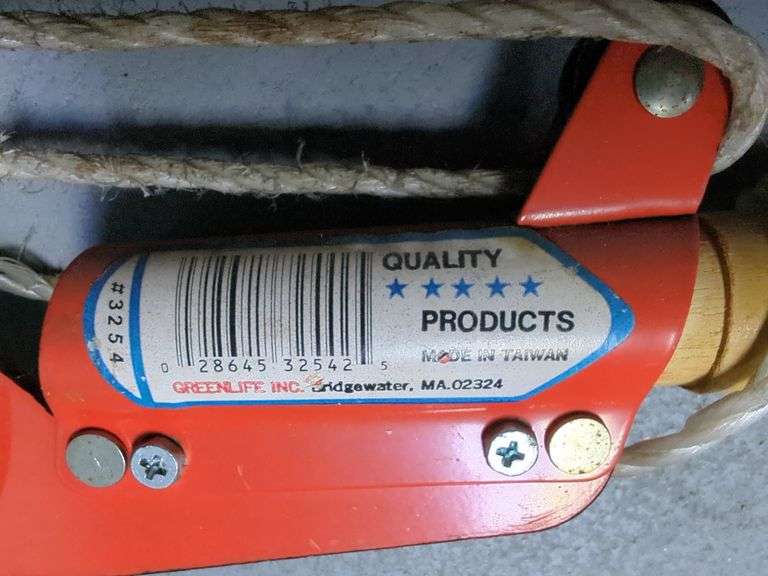 #3254
QUALITY
★★★★★
PRODUCTS
MADE IN TAIWAN
0 28645 32542 5
GREENLIFE INC. Bridgewater, MA.02324